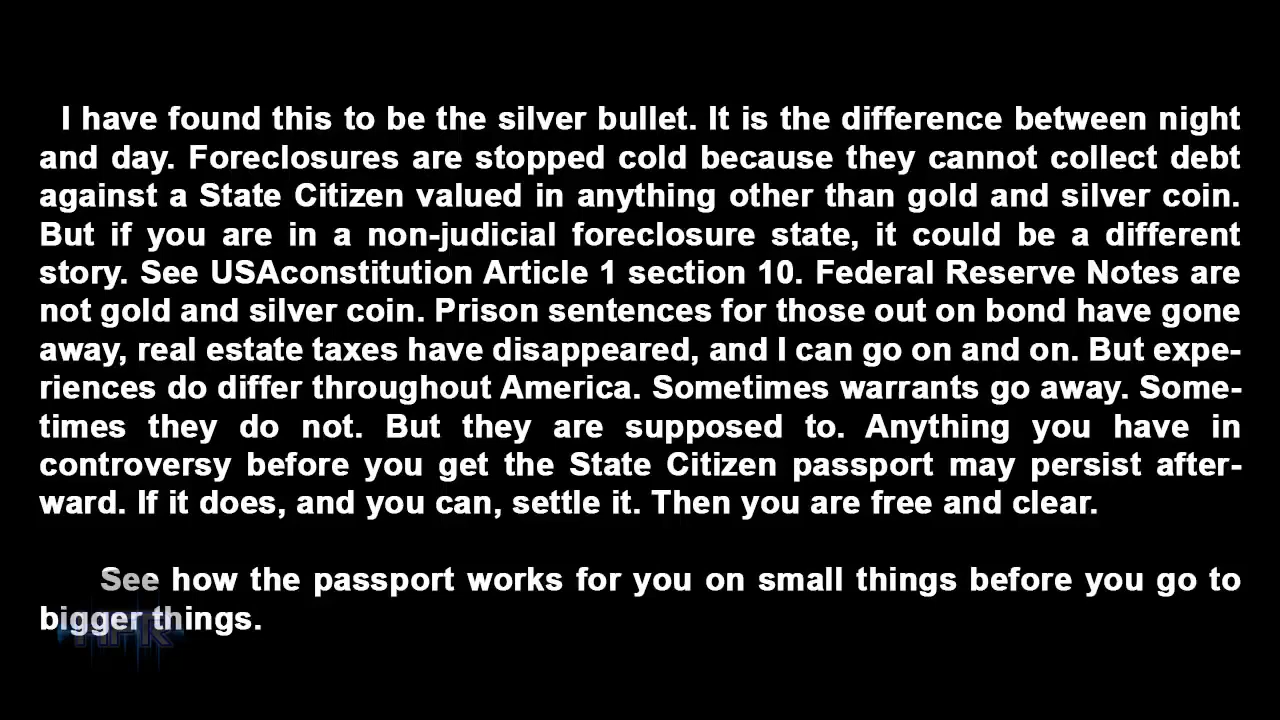 I have found this to be the silver bullet. It is the difference between night
and day. Foreclosures are stopped cold because they cannot collect debt
against a State Citizen valued in anything other than gold and silver coin.
But if you are in a non-judicial foreclosure state, it could be a different
story. See USAconstitution Article 1 section 10. Federal Reserve Notes are
not gold and silver coin. Prison sentences for those out on bond have gone
away, real estate taxes have disappeared, and I can go on and on. But expe-
riences do differ throughout America. Sometimes warrants go away. Some-
times they do not. But they are supposed to. Anything you have in
controversy before you get the State Citizen passport may persist after-
ward. If it does, and you can, settle it. Then you are free and clear.
See how the passport works for you on small things before you go to
bigger things.